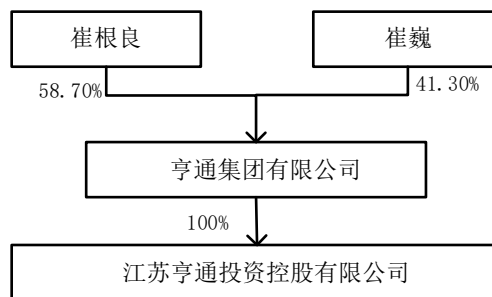 崔根良
崔巍
58.70%
41.30%
亨通集团有限公司
100%
江苏亨通投资控股有限公司